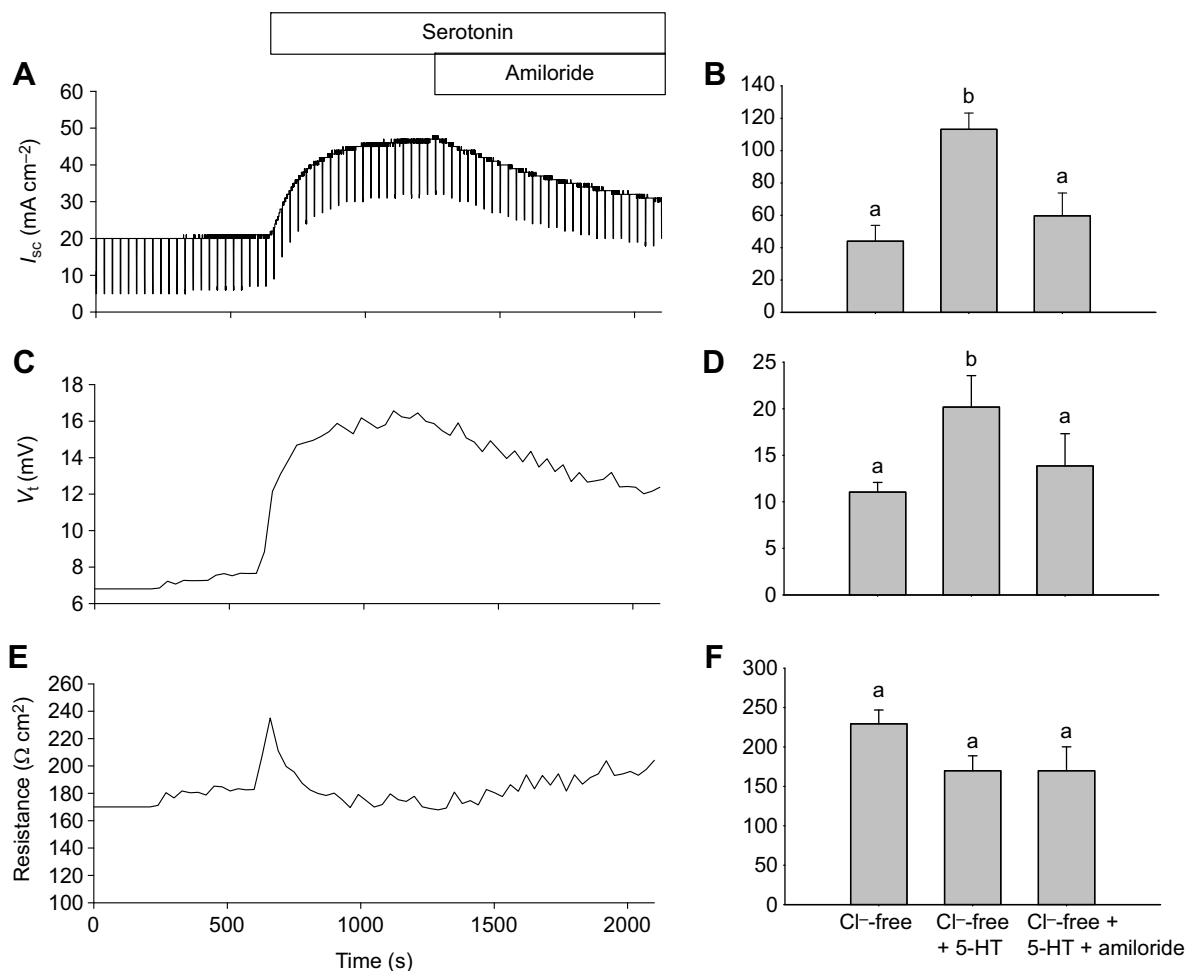 Serotonin
Amiloride
A
60
50
40
30
20
10
0
I_sc (mA cm⁻²)
B
140
120
100
80
60
40
20
0
a
b
a
C
18
16
14
12
10
8
6
V_t (mV)
D
25
20
15
10
5
0
a
b
a
E
260
240
220
200
180
160
140
120
100
Resistance (Ω cm²)
0 500 1000 1500 2000
Time (s)
F
300
250
200
150
100
50
0
a
a
a
Cl⁻-free
Cl⁻-free
+ 5-HT
Cl⁻-free +
5-HT + amiloride